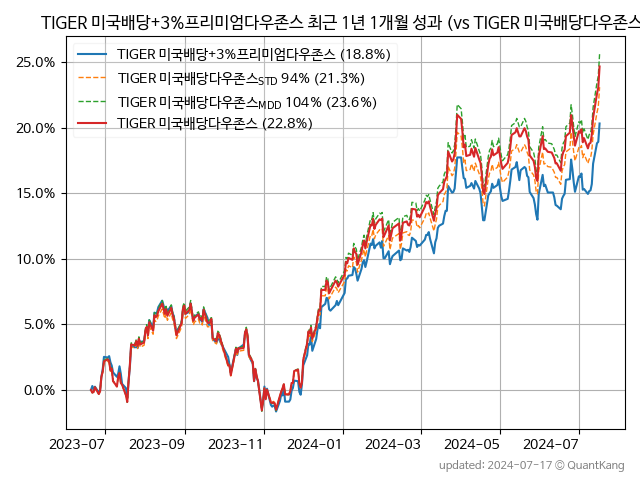 TIGER 미국배당+3%프리미엄다우존스 최근 1년 1개월 성과 (vs TIGER 미국배당다우존스
TIGER 미국배당+3%프리미엄다우존스 (18.8%)
TIGER 미국배당다우존스STD 94% (21.3%)
TIGER 미국배당다우존스MDD 104% (23.6%)
TIGER 미국배당다우존스 (22.8%)
25.0%
20.0%
15.0%
10.0%
5.0%
0.0%
2023-07 2023-09 2023-11 2024-01 2024-03 2024-05 2024-07
updated: 2024-07-17 © QuantKang